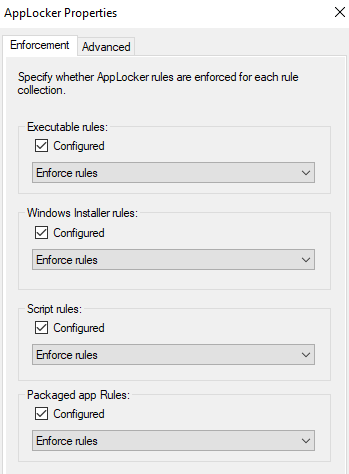 AppLocker Properties
Enforcement Advanced
Specify whether AppLocker rules are enforced for each rule
collection.
Executable rules:
Configured
Enforce rules
Windows Installer rules:
Configured
Enforce rules
Script rules:
Configured
Enforce rules
Packaged app Rules:
Configured
Enforce rules